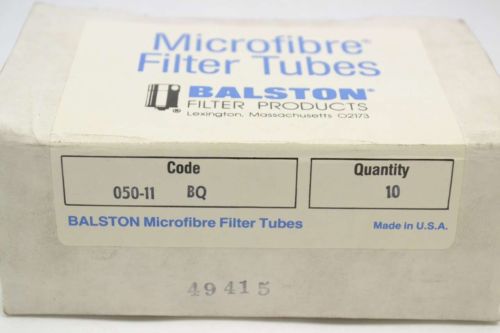 Microfibre®
Filter Tubes
BALSTON®
FILTER PRODUCTS
® Lexington, Massachusetts 02173
Code
050-11 BQ
Quantity
10
BALSTON Microfibre Filter Tubes
Made in U.S.A.
49415